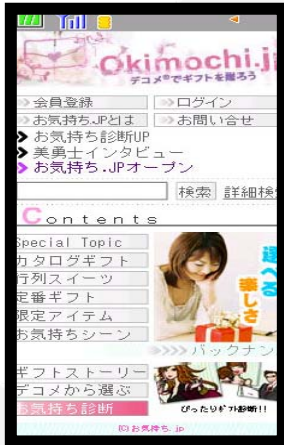 Okimochi.j
デコメ®でギフトを贈ろう
会員登録
ログイン
お気持ち.JPとは
お問い合せ
お気持ち診断UP
美勇士インタビュー
お気持ち.JPオープン
検索 詳細検
Contents
Special Topic
カタログギフト
行列スイーツ
定番ギフト
限定アイテム
お気持ちシーン
選べる
楽しさ
バックナン
ギフトストーリー
デコメから選ぶ
お気持ち診断
ぴったりギフト診断!!
(C)お気持ち.jp